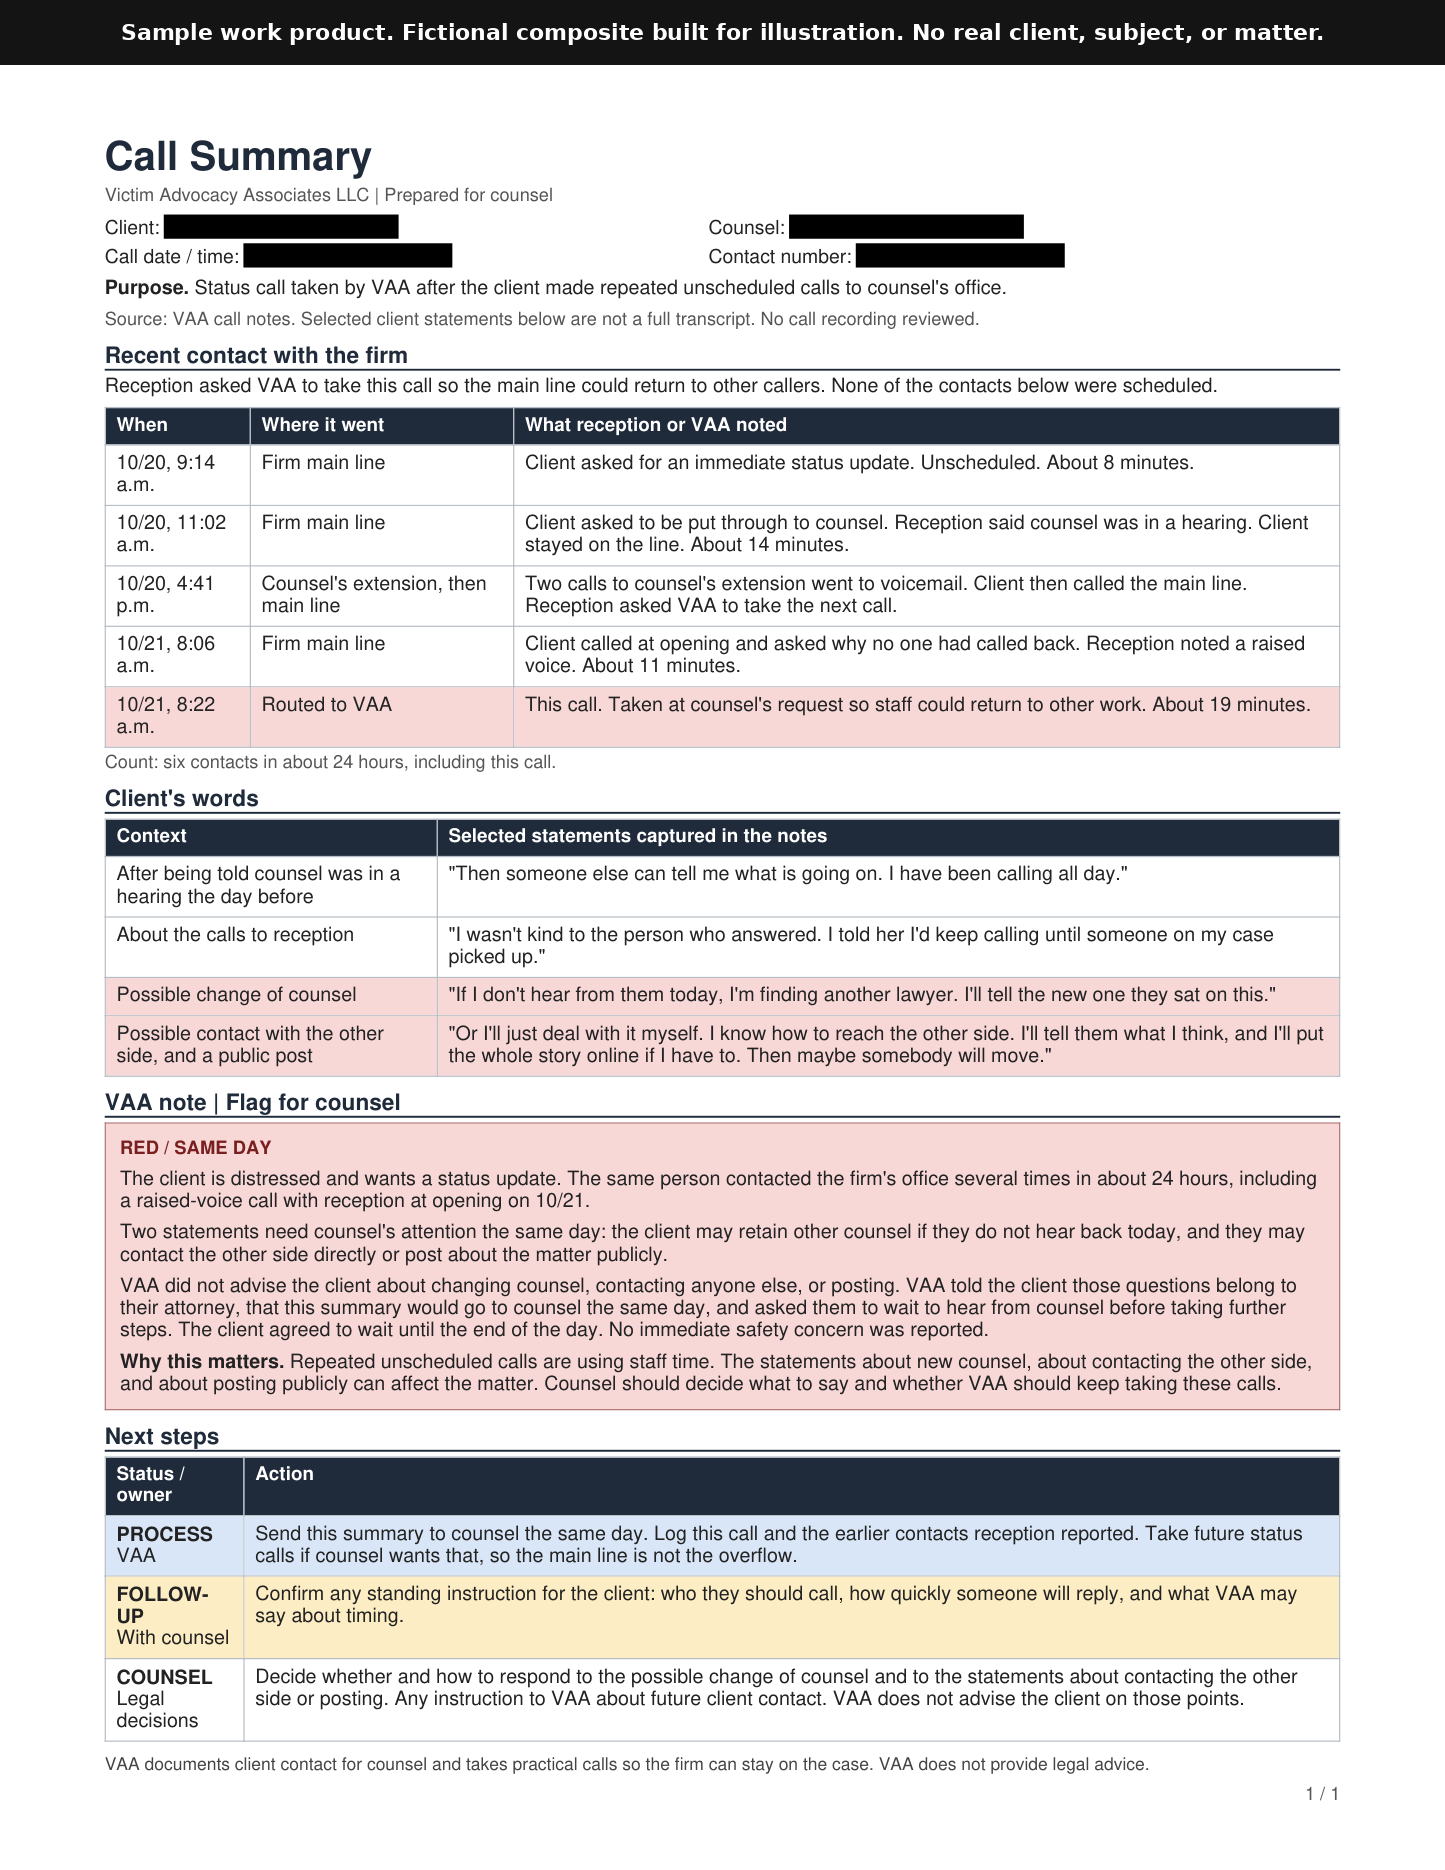 Sample work product. Fictional composite built for illustration. No real client, subject, or matter.
Call Summary
Victim Advocacy Associates LLC | Prepared for counsel
Client:
Counsel:
Call date / time:
Contact number:
Purpose. Status call taken by VAA after the client made repeated unscheduled calls to counsel's office.
Source: VAA call notes. Selected client statements below are not a full transcript. No call recording reviewed.
Recent contact with the firm
Reception asked VAA to take this call so the main line could return to other callers. None of the contacts below were scheduled.
When
Where it went
What reception or VAA noted
10/20, 9:14
a.m.
Firm main line
Client asked for an immediate status update. Unscheduled. About 8 minutes.
10/20, 11:02
a.m.
Firm main line
Client asked to be put through to counsel. Reception said counsel was in a hearing. Client
stayed on the line. About 14 minutes.
10/20, 4:41
p.m.
Counsel's extension, then
main line
Two calls to counsel's extension went to voicemail. Client then called the main line.
Reception asked VAA to take the next call.
10/21, 8:06
a.m.
Firm main line
Client called at opening and asked why no one had called back. Reception noted a raised
voice. About 11 minutes.
10/21, 8:22
a.m.
Routed to VAA
This call. Taken at counsel's request so staff could return to other work. About 19 minutes.
Count: six contacts in about 24 hours, including this call.
Client's words
Context
Selected statements captured in the notes
After being told counsel was in a
hearing the day before
"Then someone else can tell me what is going on. I have been calling all day."
About the calls to reception
"I wasn't kind to the person who answered. I told her I'd keep calling until someone on my case
picked up."
Possible change of counsel
"If I don't hear from them today, I'm finding another lawyer. I'll tell the new one they sat on this."
Possible contact with the other
side, and a public post
"Or I'll just deal with it myself. I know how to reach the other side. I'll tell them what I think, and I'll put
the whole story online if I have to. Then maybe somebody will move."
VAA note | Flag for counsel
RED / SAME DAY
The client is distressed and wants a status update. The same person contacted the firm's office several times in about 24 hours, including
a raised-voice call with reception at opening on 10/21.
Two statements need counsel's attention the same day: the client may retain other counsel if they do not hear back today, and they may
contact the other side directly or post about the matter publicly.
VAA did not advise the client about changing counsel, contacting anyone else, or posting. VAA told the client those questions belong to
their attorney, that this summary would go to counsel the same day, and asked them to wait to hear from counsel before taking further
steps. The client agreed to wait until the end of the day. No immediate safety concern was reported.
Why this matters. Repeated unscheduled calls are using staff time. The statements about new counsel, about contacting the other side,
and about posting publicly can affect the matter. Counsel should decide what to say and whether VAA should keep taking these calls.
Next steps
Status /
owner
Action
PROCESS
VAA
Send this summary to counsel the same day. Log this call and the earlier contacts reception reported. Take future status
calls if counsel wants that, so the main line is not the overflow.
FOLLOW-
UP
With counsel
Confirm any standing instruction for the client: who they should call, how quickly someone will reply, and what VAA may
say about timing.
COUNSEL
Legal
decisions
Decide whether and how to respond to the possible change of counsel and to the statements about contacting the other
side or posting. Any instruction to VAA about future client contact. VAA does not advise the client on those points.
VAA documents client contact for counsel and takes practical calls so the firm can stay on the case. VAA does not provide legal advice.
1 / 1